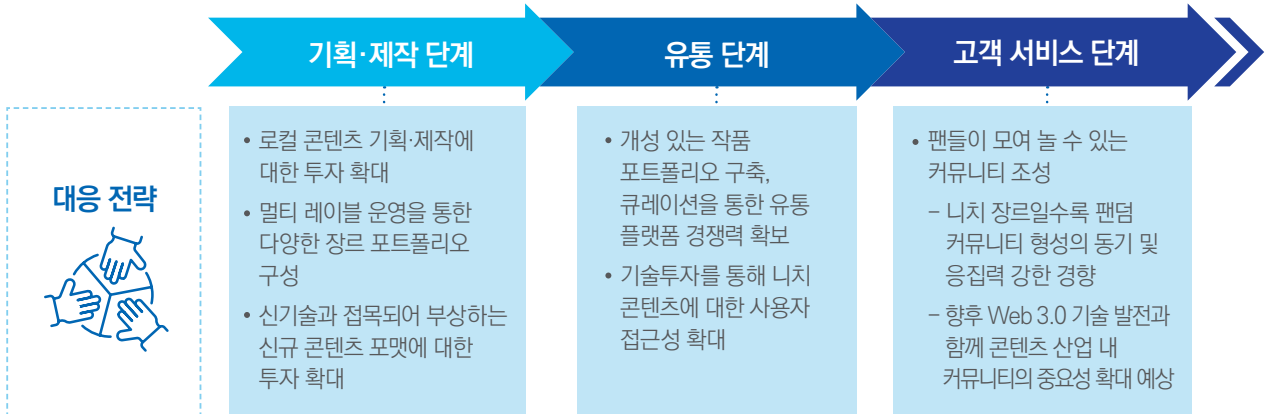 기획·제작 단계
유통 단계
고객 서비스 단계
대응 전략
• 로컬 콘텐츠 기획·제작에
대한 투자 확대
• 멀티 레이블 운영을 통한
다양한 장르 포트폴리오
구성
• 신기술과 접목되어 부상하는
신규 콘텐츠 포맷에 대한
투자 확대
• 개성 있는 작품
포트폴리오 구축,
큐레이션을 통한 유통
플랫폼 경쟁력 확보
• 기술투자를 통해 니치
콘텐츠에 대한 사용자
접근성 확대
• 팬들이 모여 놀 수 있는
커뮤니티 조성
– 니치 장르일수록 팬덤
커뮤니티 형성의 동기 및
응집력 강한 경향
– 향후 Web 3.0 기술 발전과
함께 콘텐츠 산업 내
커뮤니티의 중요성 확대 예상